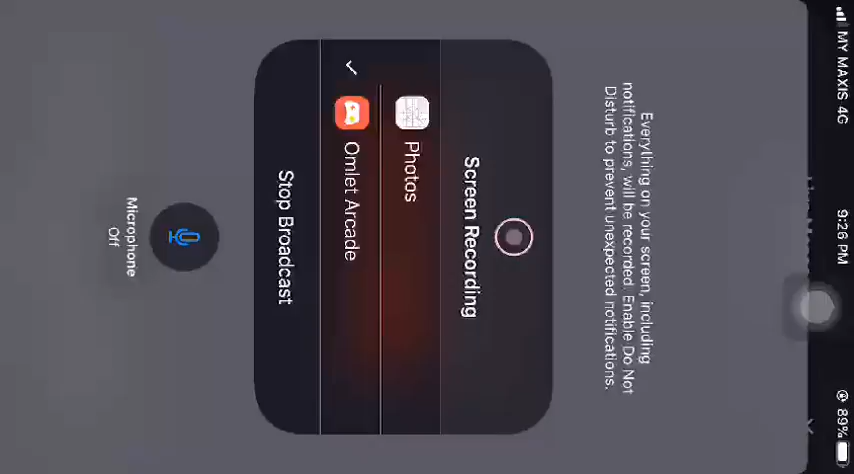 MY MAXIS 4G
9:26 PM
89%
Everything on your screen, including
notifications, will be recorded. Enable Do Not
Disturb to prevent unexpected notifications.
Screen Recording
Photos
Omlet Arcade
Stop Broadcast
Microphone
Off